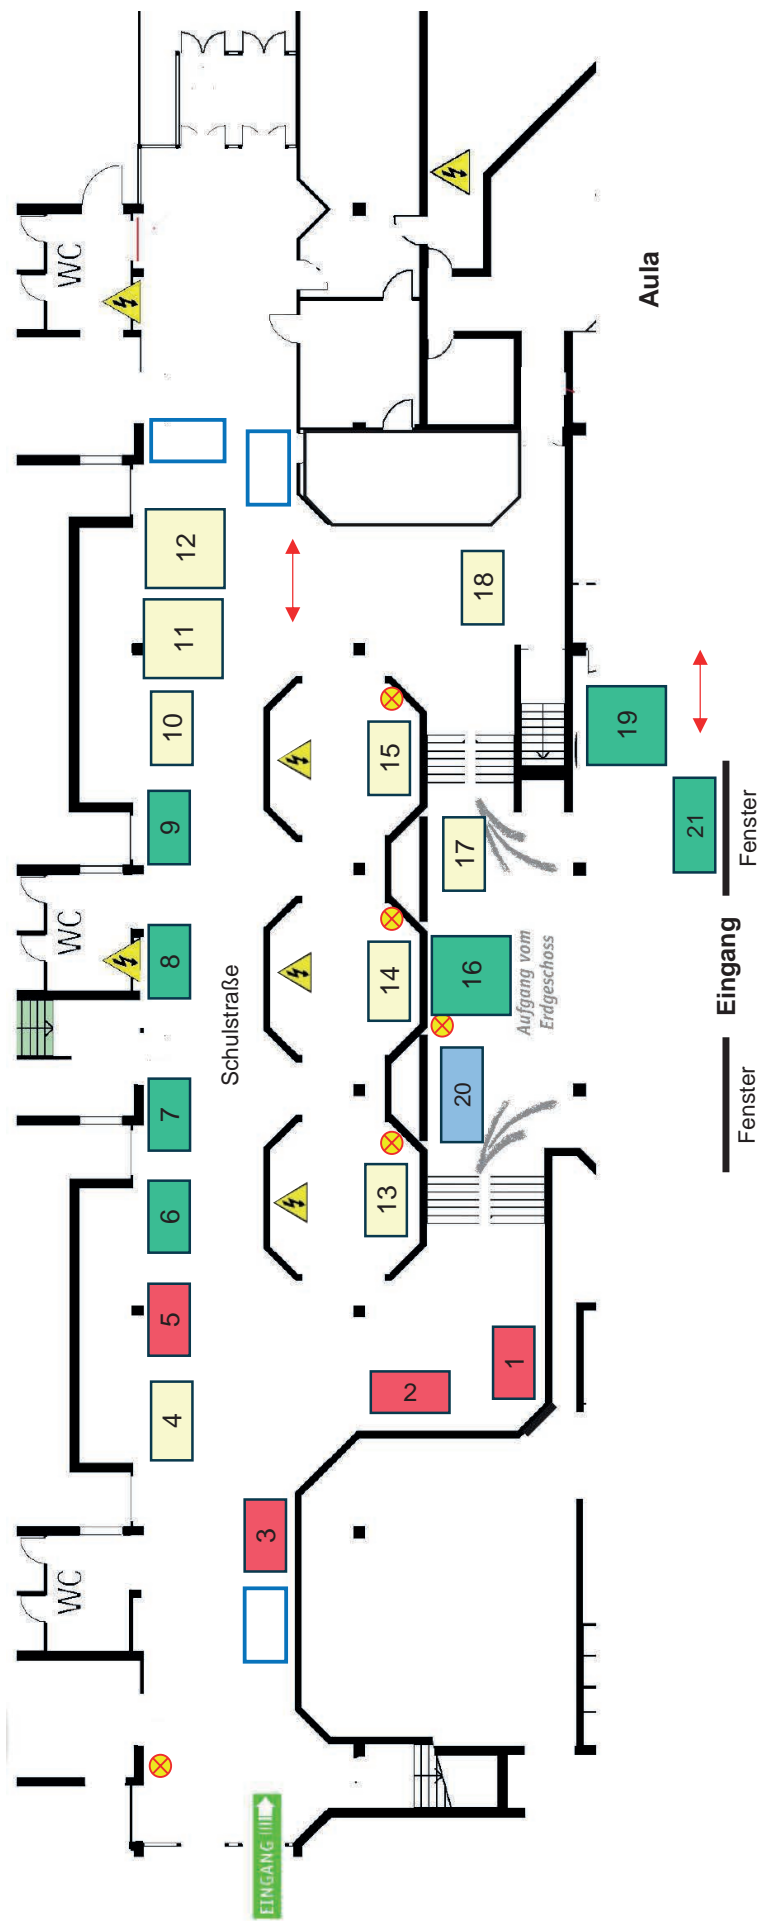 WC
Aula
12
18
11
19
10
15
21
Fenster
9
17
WC
8
14
16
Aufgang vom
Erdgeschoss
Eingang
Schulstraße
7
20
Fenster
6
13
5
1
2
4
3
WC
EINGANG